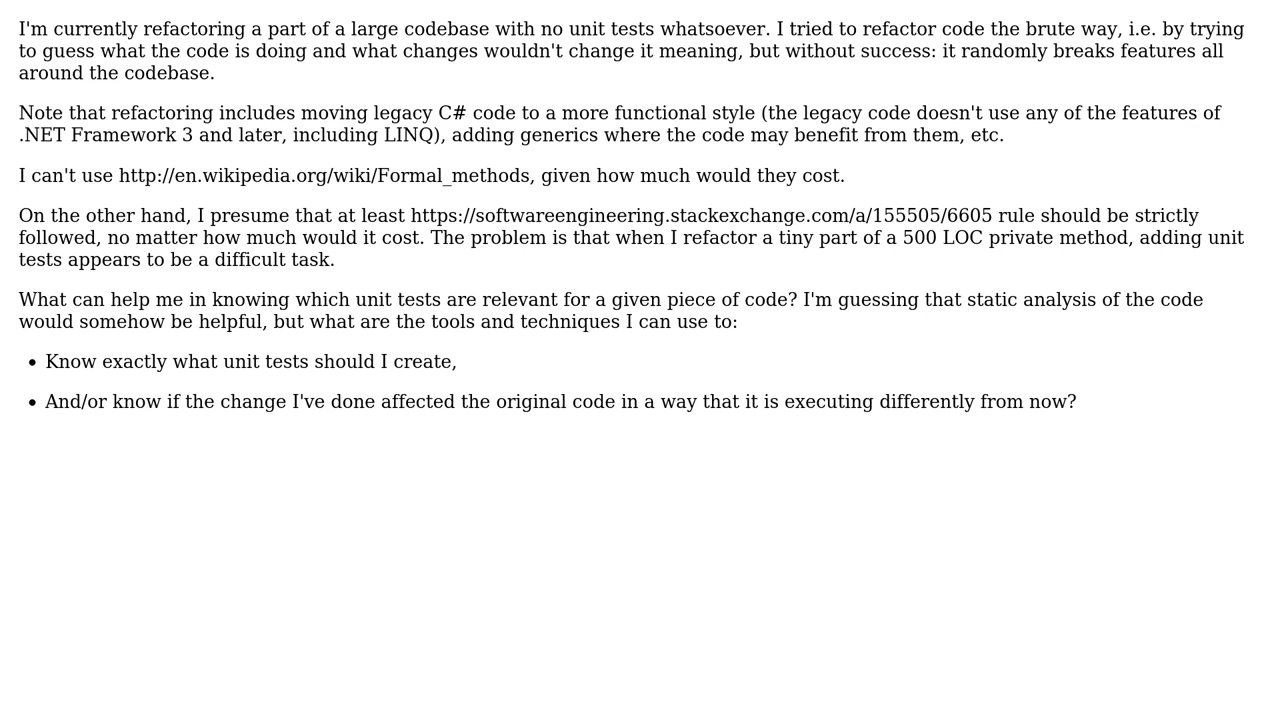 I'm currently refactoring a part of a large codebase with no unit tests whatsoever. I tried to refactor code the brute way, i.e. by trying
to guess what the code is doing and what changes wouldn't change it meaning, but without success: it randomly breaks features all
around the codebase.
Note that refactoring includes moving legacy C# code to a more functional style (the legacy code doesn't use any of the features of
.NET Framework 3 and later, including LINQ), adding generics where the code may benefit from them, etc.
I can't use http://en.wikipedia.org/wiki/Formal_methods, given how much would they cost.
On the other hand, I presume that at least https://softwareengineering.stackexchange.com/a/155505/6605 rule should be strictly
followed, no matter how much would it cost. The problem is that when I refactor a tiny part of a 500 LOC private method, adding unit
tests appears to be a difficult task.
What can help me in knowing which unit tests are relevant for a given piece of code? I'm guessing that static analysis of the code
would somehow be helpful, but what are the tools and techniques I can use to:
• Know exactly what unit tests should I create,
• And/or know if the change I've done affected the original code in a way that it is executing differently from now?